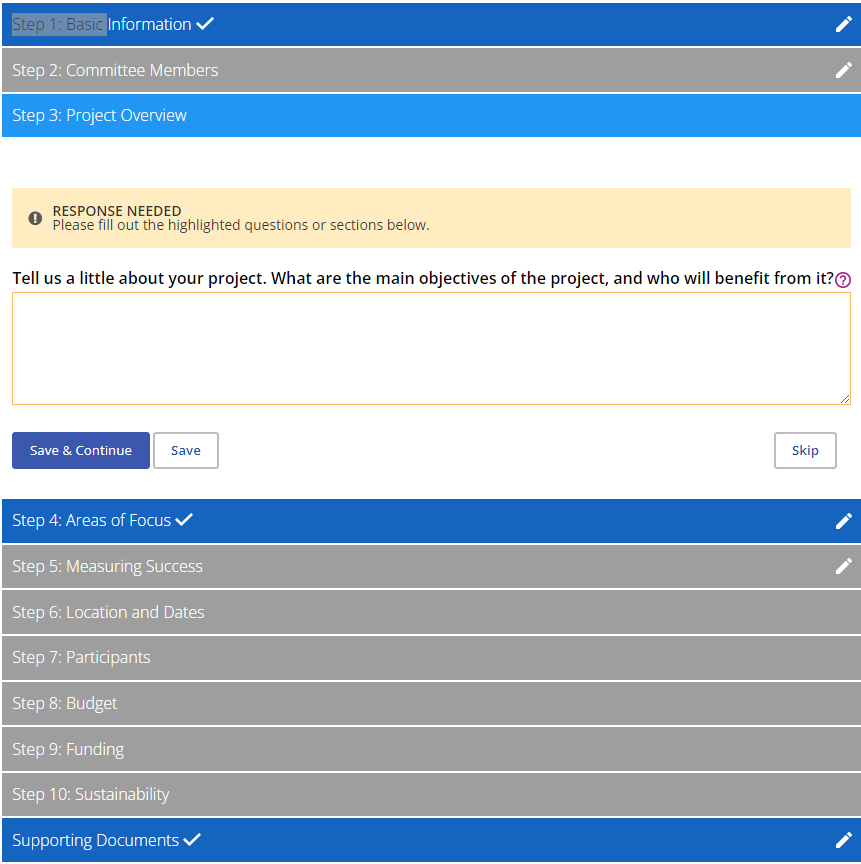 Step 1: Basic Information
Step 2: Committee Members
Step 3: Project Overview
RESPONSE NEEDED
Please fill out the highlighted questions or sections below.
Tell us a little about your project. What are the main objectives of the project, and who will benefit from it?
Save & Continue Save Skip
Step 4: Areas of Focus
Step 5: Measuring Success
Step 6: Location and Dates
Step 7: Participants
Step 8: Budget
Step 9: Funding
Step 10: Sustainability
Supporting Documents